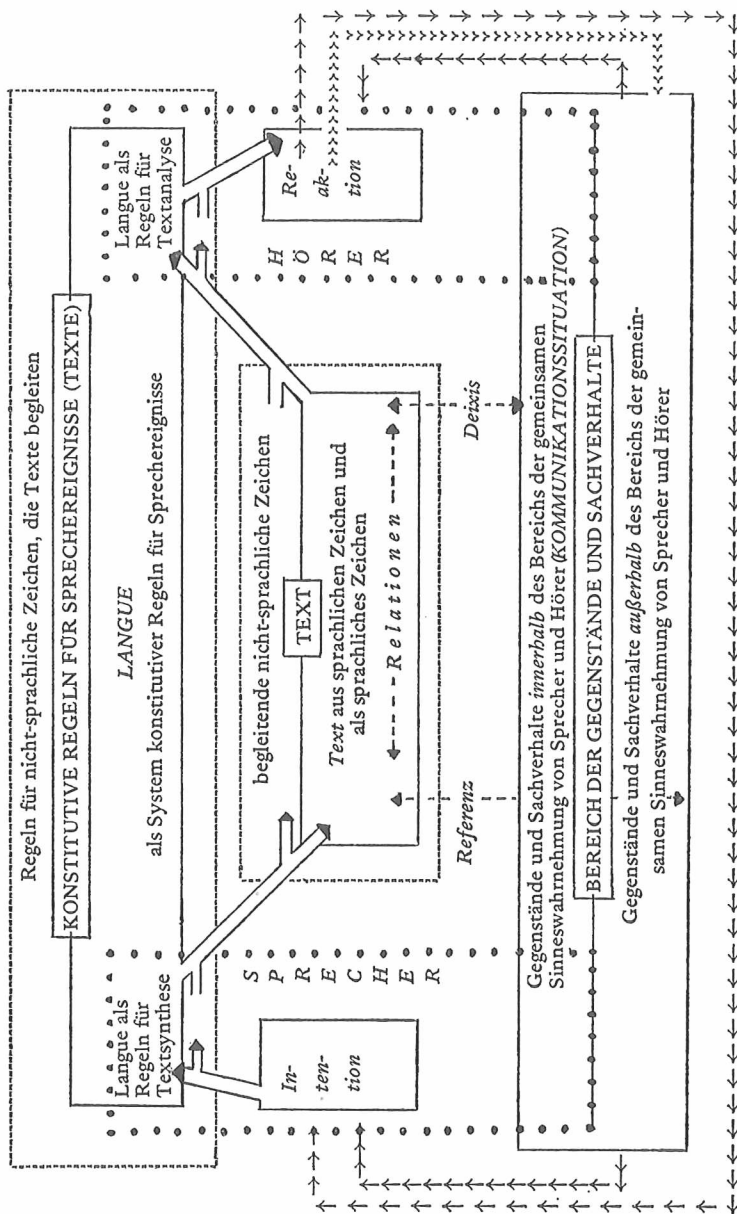 Regeln für nicht-sprachliche Zeichen, die Texte begleiten
KONSTITUTIVE REGELN FÜR SPRECHEREIGNISSE (TEXTE)
Langue als
Regeln für
Textsynthese
LANGUE
als System konstitutiver Regeln für Sprechereignisse
Langue als
Regeln für
Textanalyse
In-
ten-
tion
SPRECHER
begleitende nicht-sprachliche Zeichen
TEXT
Text aus sprachlichen Zeichen und
als sprachliches Zeichen
Relationen
HÖRER
Re-
ak-
tion
Referenz
Deixis
Gegenstände und Sachverhalte innerhalb des Bereichs der gemeinsamen
Sinneswahrnehmung von Sprecher und Hörer (KOMMUNIKATIONSSITUATION)
BEREICH DER GEGENSTÄNDE UND SACHVERHALTE
Gegenstände und Sachverhalte außerhalb des Bereichs der gemein-
samen Sinneswahrnehmung von Sprecher und Hörer